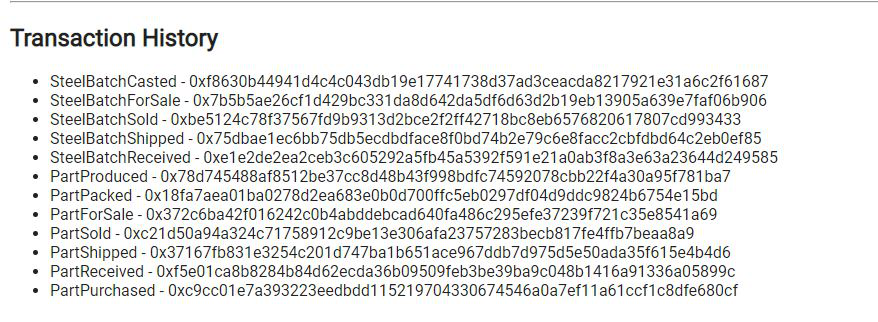 Transaction History
SteelBatchCasted - 0xf8630b44941d4c4c043db19e17741738d37ad3ceacda8217921e31a6c2f61687
SteelBatchForSale - 0x7b5b5ae26cf1d429bc331da8d642da5df6d63d2b19eb13905a639e7faf06b906
SteelBatchSold - 0xbe5124c78f37567fd9b9313d2bce2f2ff42718bc8eb6576820617807cd993433
SteelBatchShipped - 0x75dbae1ec6bb75db5ecdbdface8f0bd74b2e79c6e8facc2cbfdbd64c2eb0ef85
SteelBatchReceived - 0xe1e2de2ea2ceb3c605292a5fb45a5392f591e21a0ab3f8a3e63a23644d249585
PartProduced - 0x78d745488af8512be37cc8d48b43f998bdfc74592078cbb22f4a30a95f781ba7
PartPacked - 0x18fa7aea01ba0278d2ea683e0b0d700ffc5eb0297df04d9ddc9824b6754e15bd
PartForSale - 0x372c6ba42f016242c0b4abddebcad640fa486c295efe37239f721c35e8541a69
PartSold - 0xc21d50a94a324c71758912c9be13e306afa23757283becb817fe4ffb7beaa8a9
PartShipped - 0x37167fb831e3254c201d747ba1b651ace967ddb7d975d5e50ada35f615e4b4d6
PartReceived - 0xf5e01ca8b8284b84d62ecda36b09509feb3be39ba9c048b1416a91336a05899c
PartPurchased - 0xc9cc01e7a393223eedbdd115219704330674546a0a7ef11a61ccf1c8dfe680cf